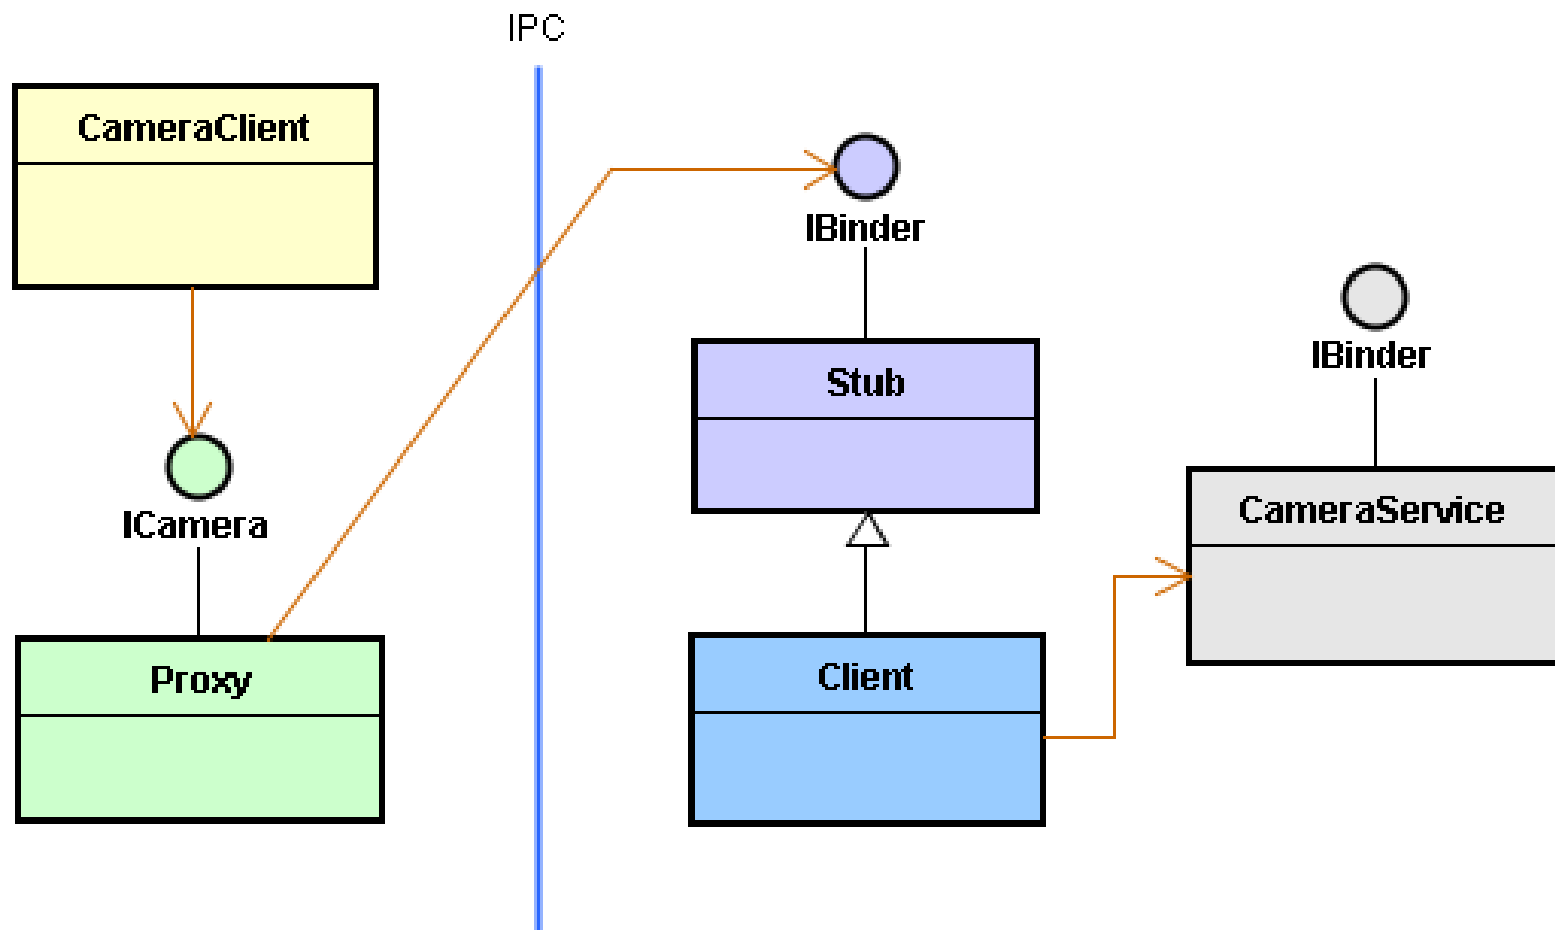 IPC
CameraClient
IBinder
IBinder
Stub
CameraService
ICamera
Proxy
Client